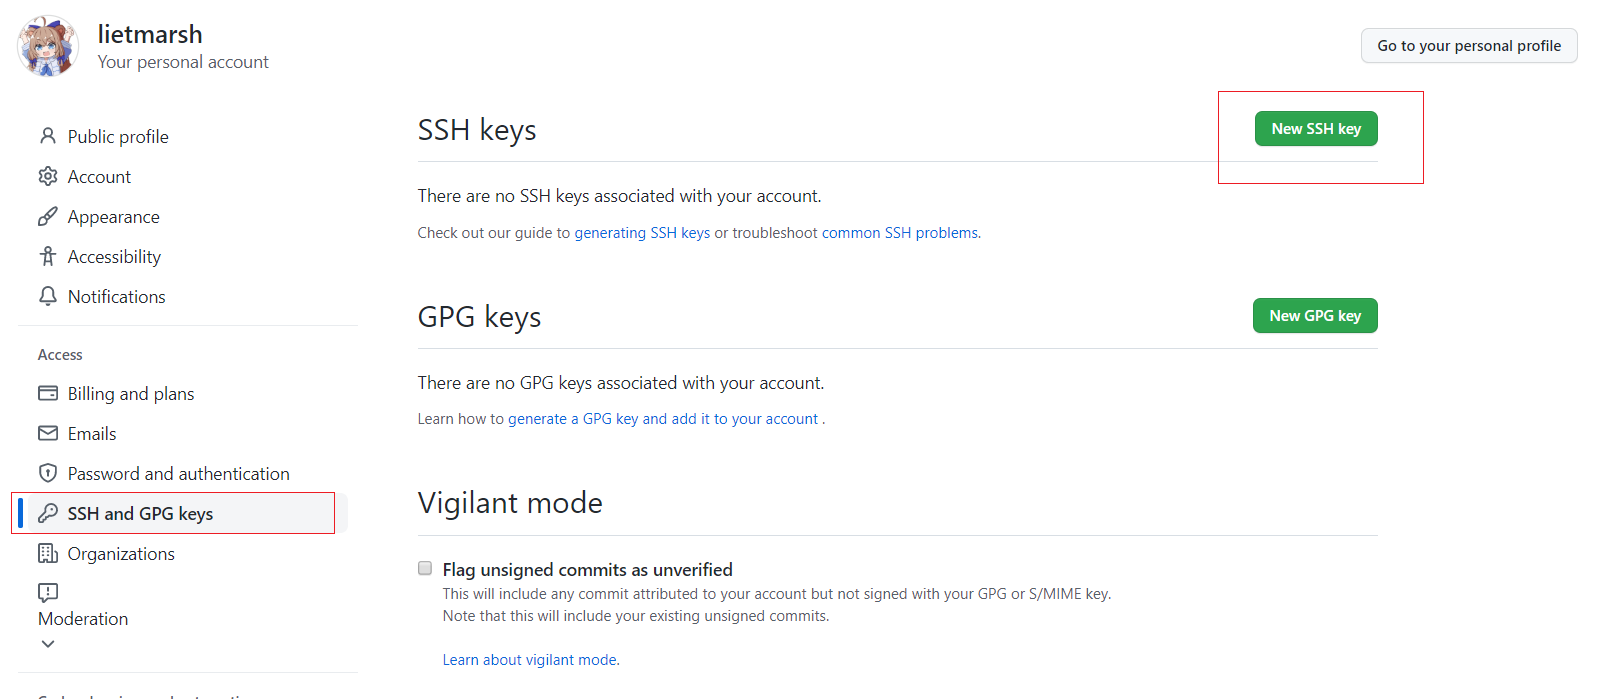 lietmarsh
Your personal account
Go to your personal profile
Public profile
Account
Appearance
Accessibility
Notifications
Access
Billing and plans
Emails
Password and authentication
SSH and GPG keys
Organizations
Moderation
SSH keys
New SSH key
There are no SSH keys associated with your account.
Check out our guide to generating SSH keys or troubleshoot common SSH problems.
GPG keys
New GPG key
There are no GPG keys associated with your account.
Learn how to generate a GPG key and add it to your account .
Vigilant mode
Flag unsigned commits as unverified
This will include any commit attributed to your account but not signed with your GPG or S/MIME key.
Note that this will include your existing unsigned commits.
Learn about vigilant mode.